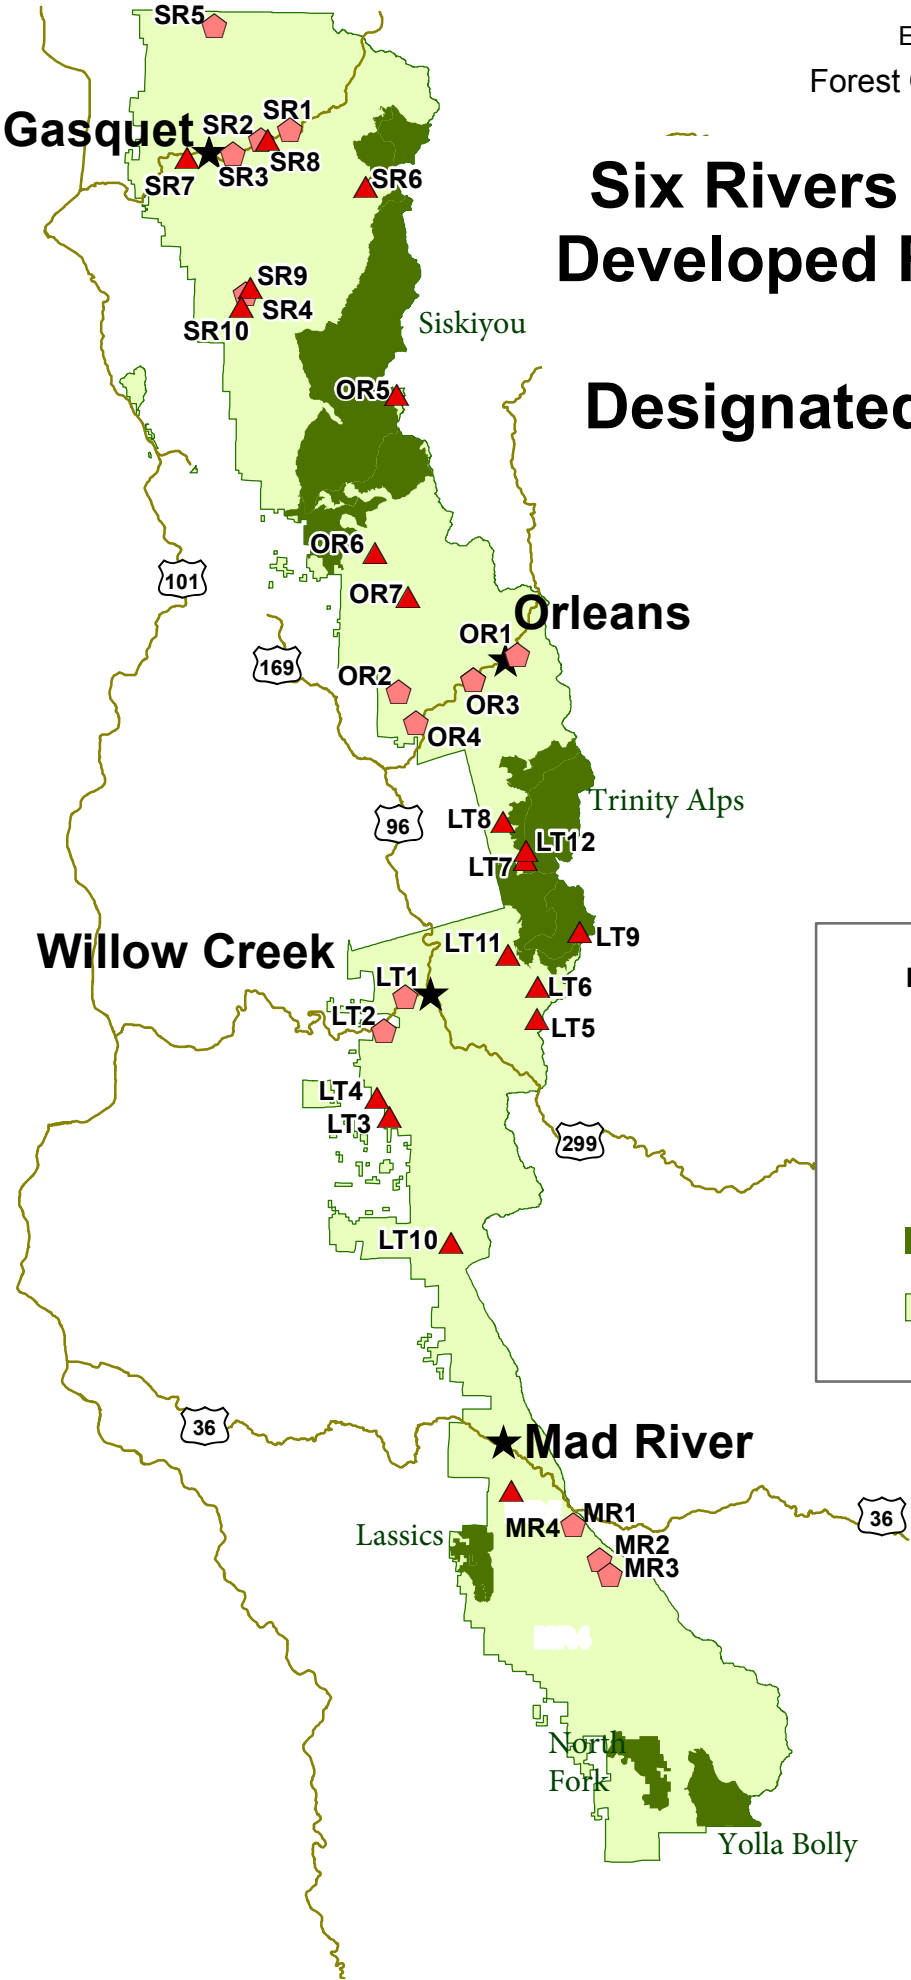 SR5
E
Forest
Gasquet
SR2
SR1
SR8
SR3
SR7
SR6
Six Rivers
Developed
SR9
SR4
SR10
Siskiyou
OR5
Designated
OR6
101
OR7
Orleans
OR1
169
OR2
OR3
OR4
Trinity Alps
LT8
96
LT12
LT7
LT9
Willow Creek
LT11
LT1
LT6
LT2
LT5
LT4
LT3
299
LT10
36
Mad River
MR1
MR4
36
Lassics
MR2
MR3
North
Fork
Yolla Bolly